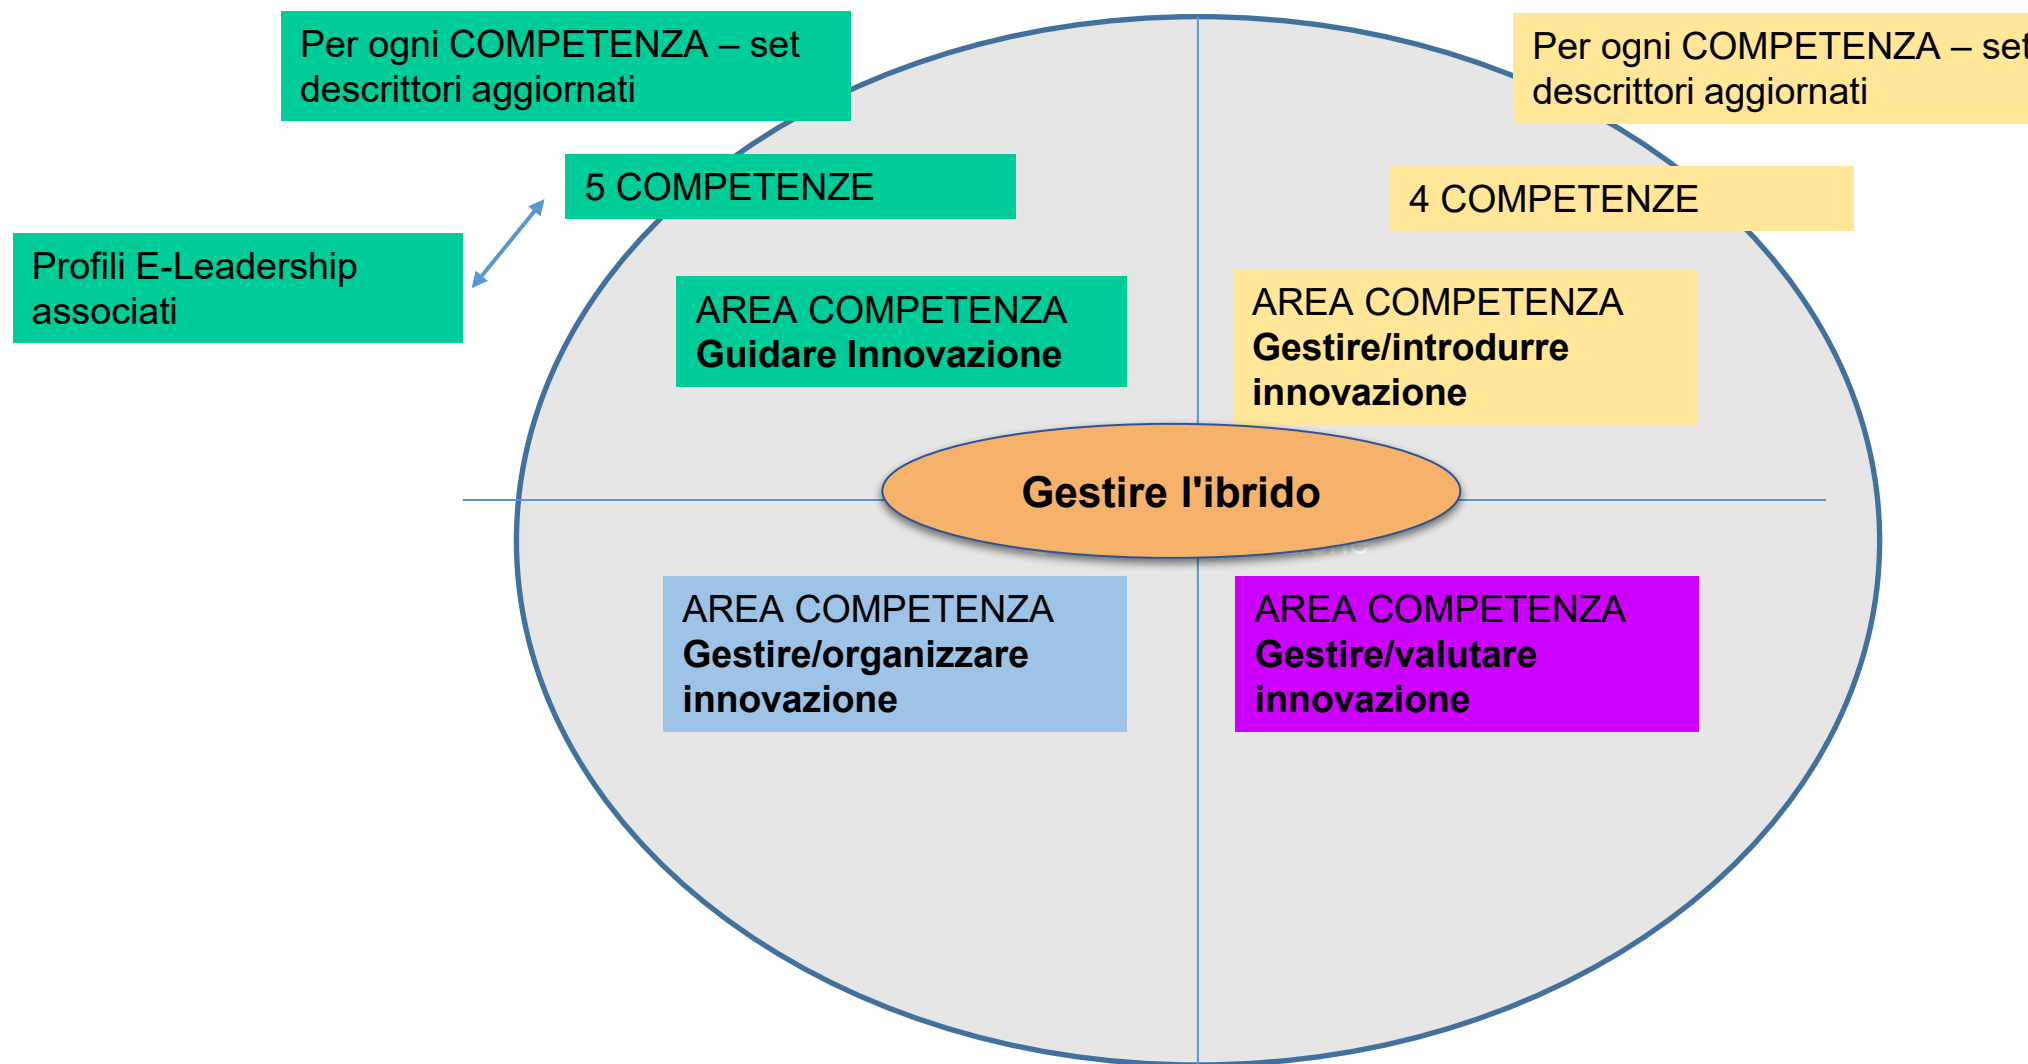 Per ogni COMPETENZA – set
descrittori aggiornati
Per ogni COMPETENZA – set
descrittori aggiornati
5 COMPETENZE
4 COMPETENZE
Profili E-Leadership
associati
AREA COMPETENZA
Guidare Innovazione
AREA COMPETENZA
Gestire/introdurre
innovazione
Gestire l'ibrido
AREA COMPETENZA
Gestire/organizzare
innovazione
AREA COMPETENZA
Gestire/valutare
innovazione